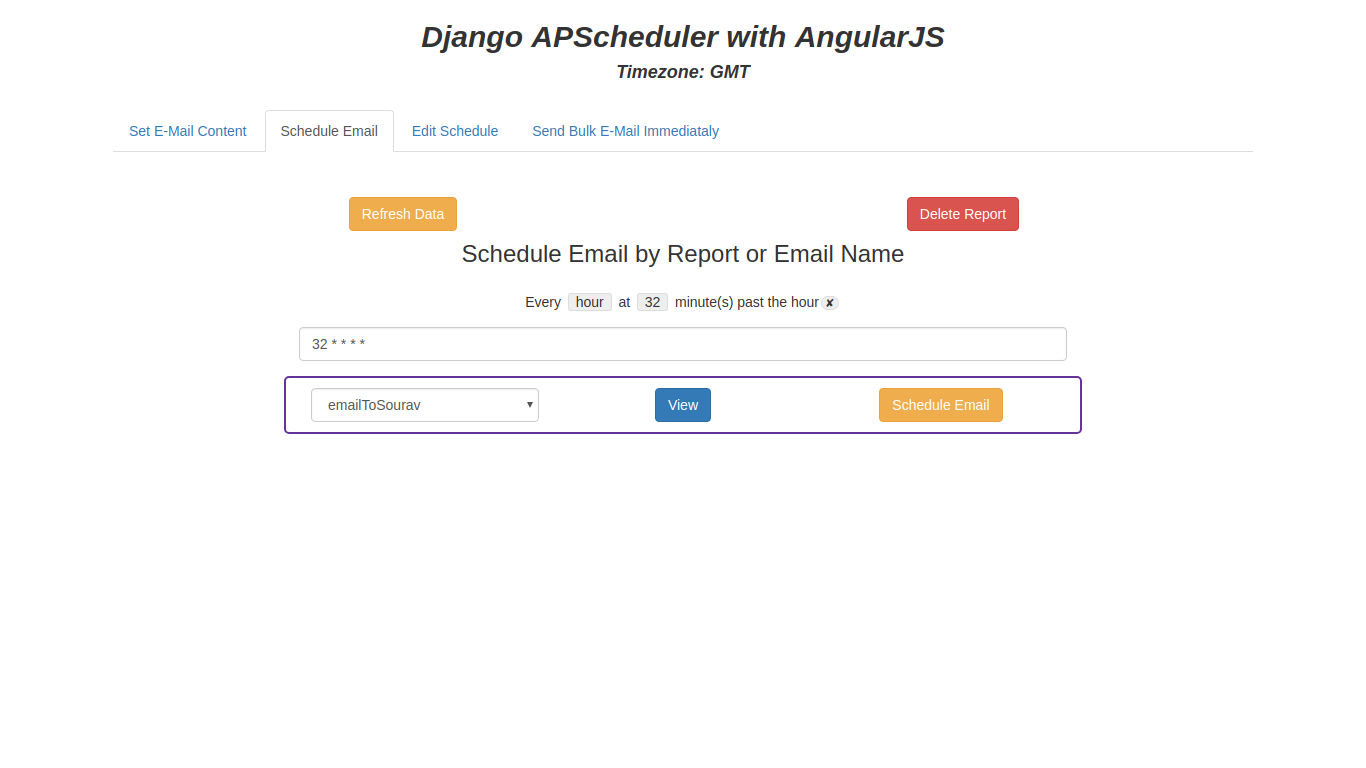 Django APScheduler with AngularJS
Timezone: GMT
Set E-Mail Content Schedule Email Edit Schedule Send Bulk E-Mail Immediataly
Refresh Data Delete Report
Schedule Email by Report or Email Name
Every hour at 32 minute(s) past the hour ✘
32 * * * *
emailToSourav View Schedule Email